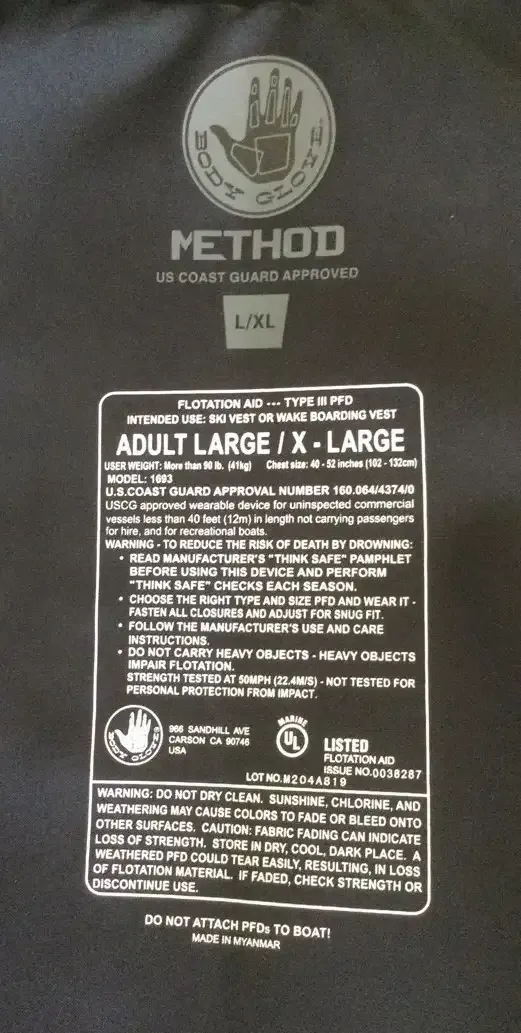 BODY GLOVE
METHOD
US COAST GUARD APPROVED
L/XL
FLOTATION AID --- TYPE III PFD
INTENDED USE: SKI VEST OR WAKE BOARDING VEST
ADULT LARGE / X - LARGE
USER WEIGHT: More than 90 lb. (41kg) Chest size: 40 - 52 inches (102 - 132cm)
MODEL: 1693
U.S.COAST GUARD APPROVAL NUMBER 160.064/4374/0
USCG approved wearable device for uninspected commercial
vessels less than 40 feet (12m) in length not carrying passengers
for hire, and for recreational boats.
WARNING - TO REDUCE THE RISK OF DEATH BY DROWNING:
• READ MANUFACTURER'S "THINK SAFE" PAMPHLET
BEFORE USING THIS DEVICE AND PERFORM
"THINK SAFE" CHECKS EACH SEASON.
• CHOOSE THE RIGHT TYPE AND SIZE PFD AND WEAR IT -
FASTEN ALL CLOSURES AND ADJUST FOR SNUG FIT.
• FOLLOW THE MANUFACTURER'S USE AND CARE
INSTRUCTIONS.
• DO NOT CARRY HEAVY OBJECTS - HEAVY OBJECTS
IMPAIR FLOTATION.
STRENGTH TESTED AT 50MPH (22.4M/S) - NOT TESTED FOR
PERSONAL PROTECTION FROM IMPACT.
BODY GLOVE
966 SANDHILL AVE
CARSON CA 90746
USA
MARINE
UL
LISTED
FLOTATION AID
ISSUE NO.0038287
LOT NO.M204A819
WARNING: DO NOT DRY CLEAN. SUNSHINE, CHLORINE, AND
WEATHERING MAY CAUSE COLORS TO FADE OR BLEED ONTO
OTHER SURFACES. CAUTION: FABRIC FADING CAN INDICATE
LOSS OF STRENGTH. STORE IN DRY, COOL, DARK PLACE. A
WEATHERED PFD COULD TEAR EASILY, RESULTING, IN LOSS
OF FLOTATION MATERIAL. IF FADED, CHECK STRENGTH OR
DISCONTINUE USE.
DO NOT ATTACH PFDs TO BOAT!
MADE IN MYANMAR